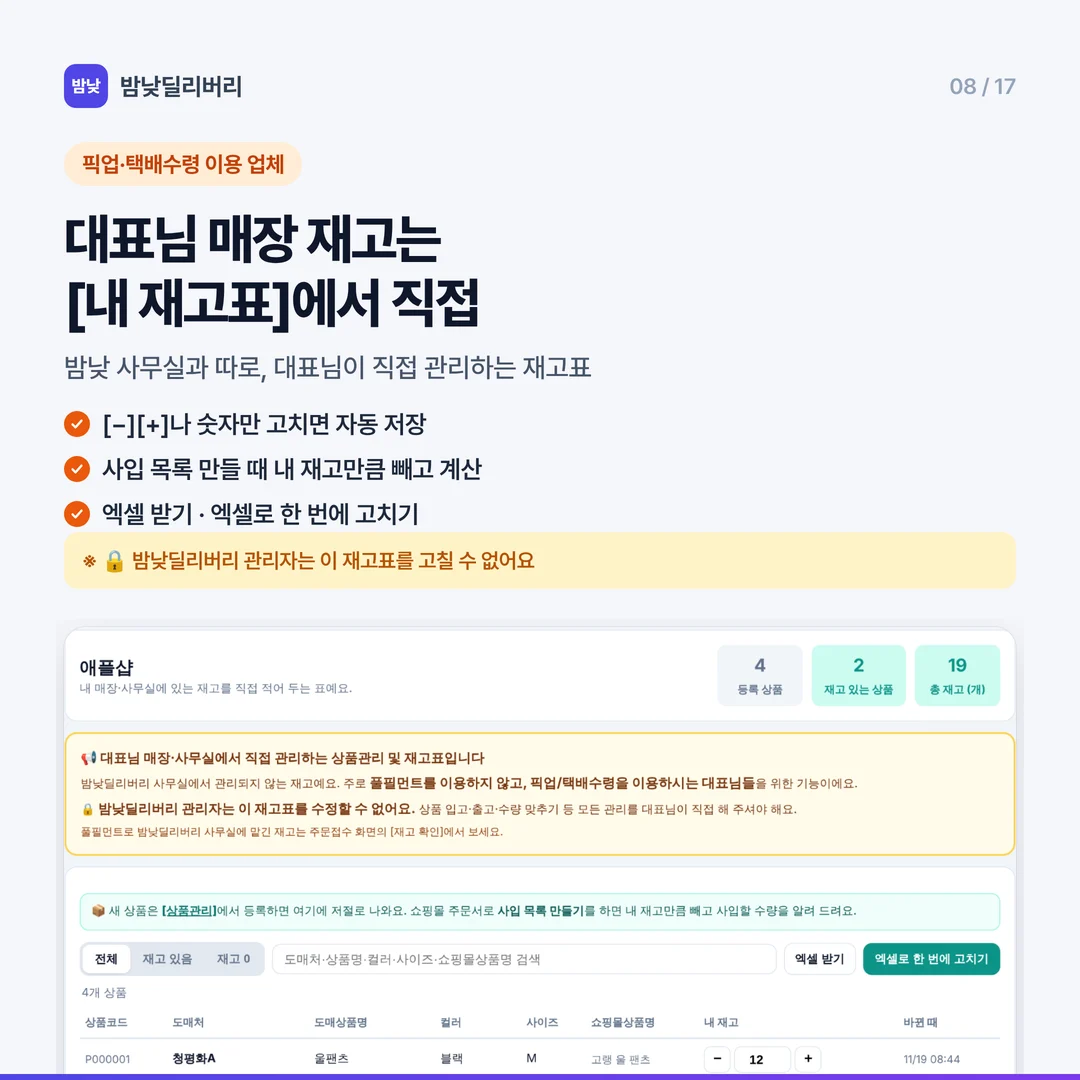 밤낮 밤낮딜리버리 08 / 17
픽업·택배수령 이용 업체
대표님 매장 재고는
[내 재고표]에서 직접
밤낮 사무실과 따로, 대표님이 직접 관리하는 재고표
[−][+]나 숫자만 고치면 자동 저장
사입 목록 만들 때 내 재고만큼 빼고 계산
엑셀 받기 · 엑셀로 한 번에 고치기
※ 🔒 밤낮딜리버리 관리자는 이 재고표를 고칠 수 없어요
애플샵
내 매장·사무실에 있는 재고를 직접 적어 두는 표예요.
4 2 19
등록 상품 재고 있는 상품 총 재고 (개)
📢 대표님 매장·사무실에서 직접 관리하는 상품관리 및 재고표입니다
밤낮딜리버리 사무실에서 관리되지 않는 재고예요. 주로 풀필먼트를 이용하지 않고, 픽업/택배수령을 이용하시는 대표님들을 위한 기능이에요.
🔒 밤낮딜리버리 관리자는 이 재고표를 수정할 수 없어요. 상품 입고·출고·수량 맞추기 등 모든 관리를 대표님이 직접 해 주셔야 해요.
풀필먼트로 밤낮딜리버리 사무실에 맡긴 재고는 주문접수 화면의 [재고 확인]에서 보세요.
📦 새 상품은 [상품관리]에서 등록하면 여기에 저절로 나와요. 쇼핑몰 주문서로 사입 목록 만들기를 하면 내 재고만큼 빼고 사입할 수량을 알려 드려요.
전체 재고 있음 재고 0 도매처·상품명·컬러·사이즈·쇼핑몰상품명 검색 엑셀 받기 엑셀로 한 번에 고치기
4개 상품
상품코드 도매처 도매상품명 컬러 사이즈 쇼핑몰상품명 내 재고 바뀐 때
P000001 청평화A 울팬츠 블랙 M 고랭 울 팬츠 − 12 + 11/19 08:44